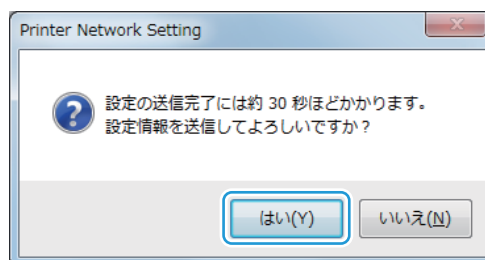 Printer Network Setting
設定の送信完了には約 30 秒ほどかかります。
設定情報を送信してよろしいですか？
はい(Y)
いいえ(N)